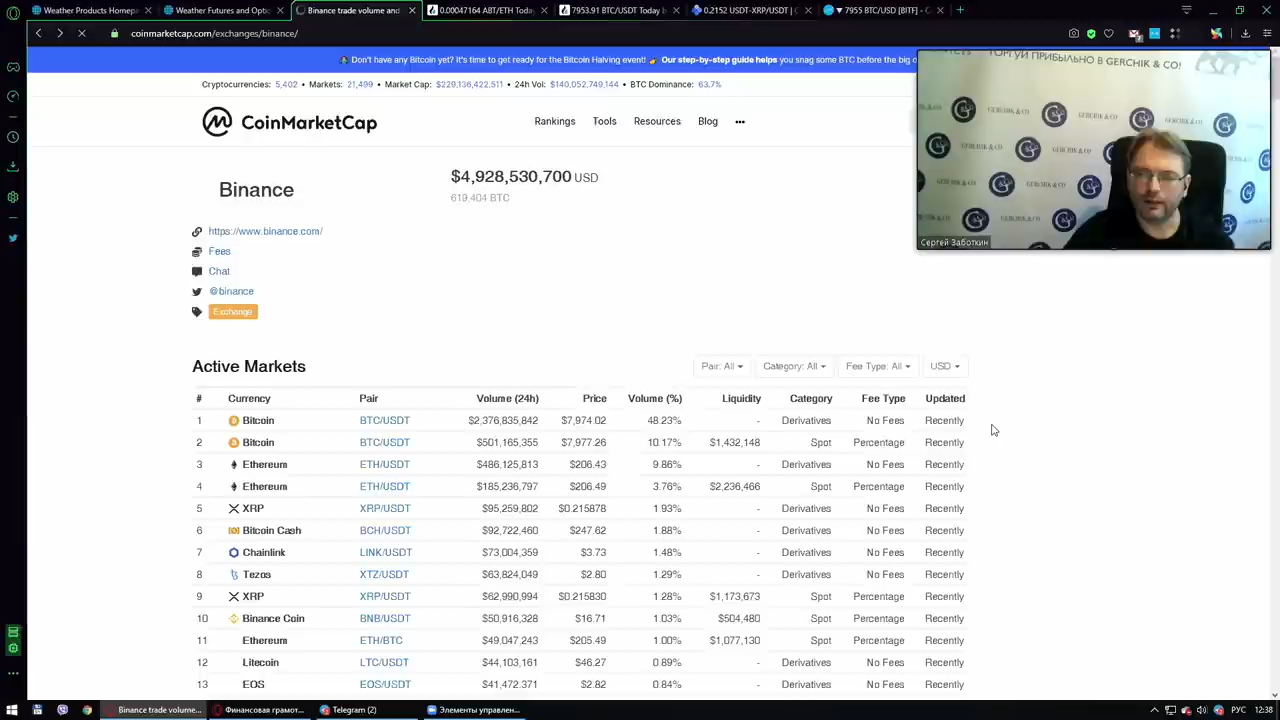 Weather Homepa
Weather Futures and Optio
Binance trade volume and
0.00047164 ABT/ETH Today
7953.91 BTC/USDT Today b
0.2152 USDT-XRP/USDT |
▼ 7955 BTC/USD [BITF] - C
coinmarketcap.com/exchanges/binance/
Don't have any Bitcoin yet? It's time to get ready for the Bitcoin Halving event! Our step-by-step guide helps you snag some BTC before the big o
Cryptocurrencies: 5,402 • Markets: 21,499 • Market Cap: $229,136,422,511 • 24h Vol: $140,052,749,144 • BTC Dominance: 63.7%
ТОРГУЙ ПРИБЫЛЬНО В GERCHIK & CO!
GERCHIK & CO
CoinMarketCap
Rankings Tools Resources Blog •••
Binance
$4,928,530,700 USD
619,404 BTC
https://www.binance.com/
Fees
Chat
@binance
Exchange
Сергей Заботкин
Active Markets
Pair: All Category: All Fee Type: All USD
# Currency Pair Volume (24h) Price Volume (%) Liquidity Category Fee Type Updated
1 Bitcoin BTC/USDT $2,376,835,842 $7,974.02 48.23% - Derivatives No Fees Recently
2 Bitcoin BTC/USDT $501,165,355 $7,977.26 10.17% $1,432,148 Spot Percentage Recently
3 Ethereum ETH/USDT $486,125,813 $206.43 9.86% - Derivatives No Fees Recently
4 Ethereum ETH/USDT $185,236,797 $206.49 3.76% $2,236,466 Spot Percentage Recently
5 XRP XRP/USDT $95,259,802 $0.215878 1.93% - Derivatives No Fees Recently
6 Bitcoin Cash BCH/USDT $92,722,460 $247.62 1.88% - Derivatives No Fees Recently
7 Chainlink LINK/USDT $73,004,359 $3.73 1.48% - Derivatives No Fees Recently
8 Tezos XTZ/USDT $63,824,049 $2.80 1.29% - Derivatives No Fees Recently
9 XRP XRP/USDT $62,990,994 $0.215830 1.28% $1,173,673 Spot Percentage Recently
10 Binance Coin BNB/USDT $50,916,328 $16.71 1.03% $504,480 Spot Percentage Recently
11 Ethereum ETH/BTC $49,047,243 $205.49 1.00% $1,077,130 Spot Percentage Recently
12 Litecoin LTC/USDT $44,103,161 $46.27 0.89% - Derivatives No Fees Recently
13 EOS EOS/USDT $41,472,371 $2.82 0.84% - Derivatives No Fees Recently
Binance trade volume... Финансовая грамот... Telegram (2) Элементы управлен... РУС 12:38